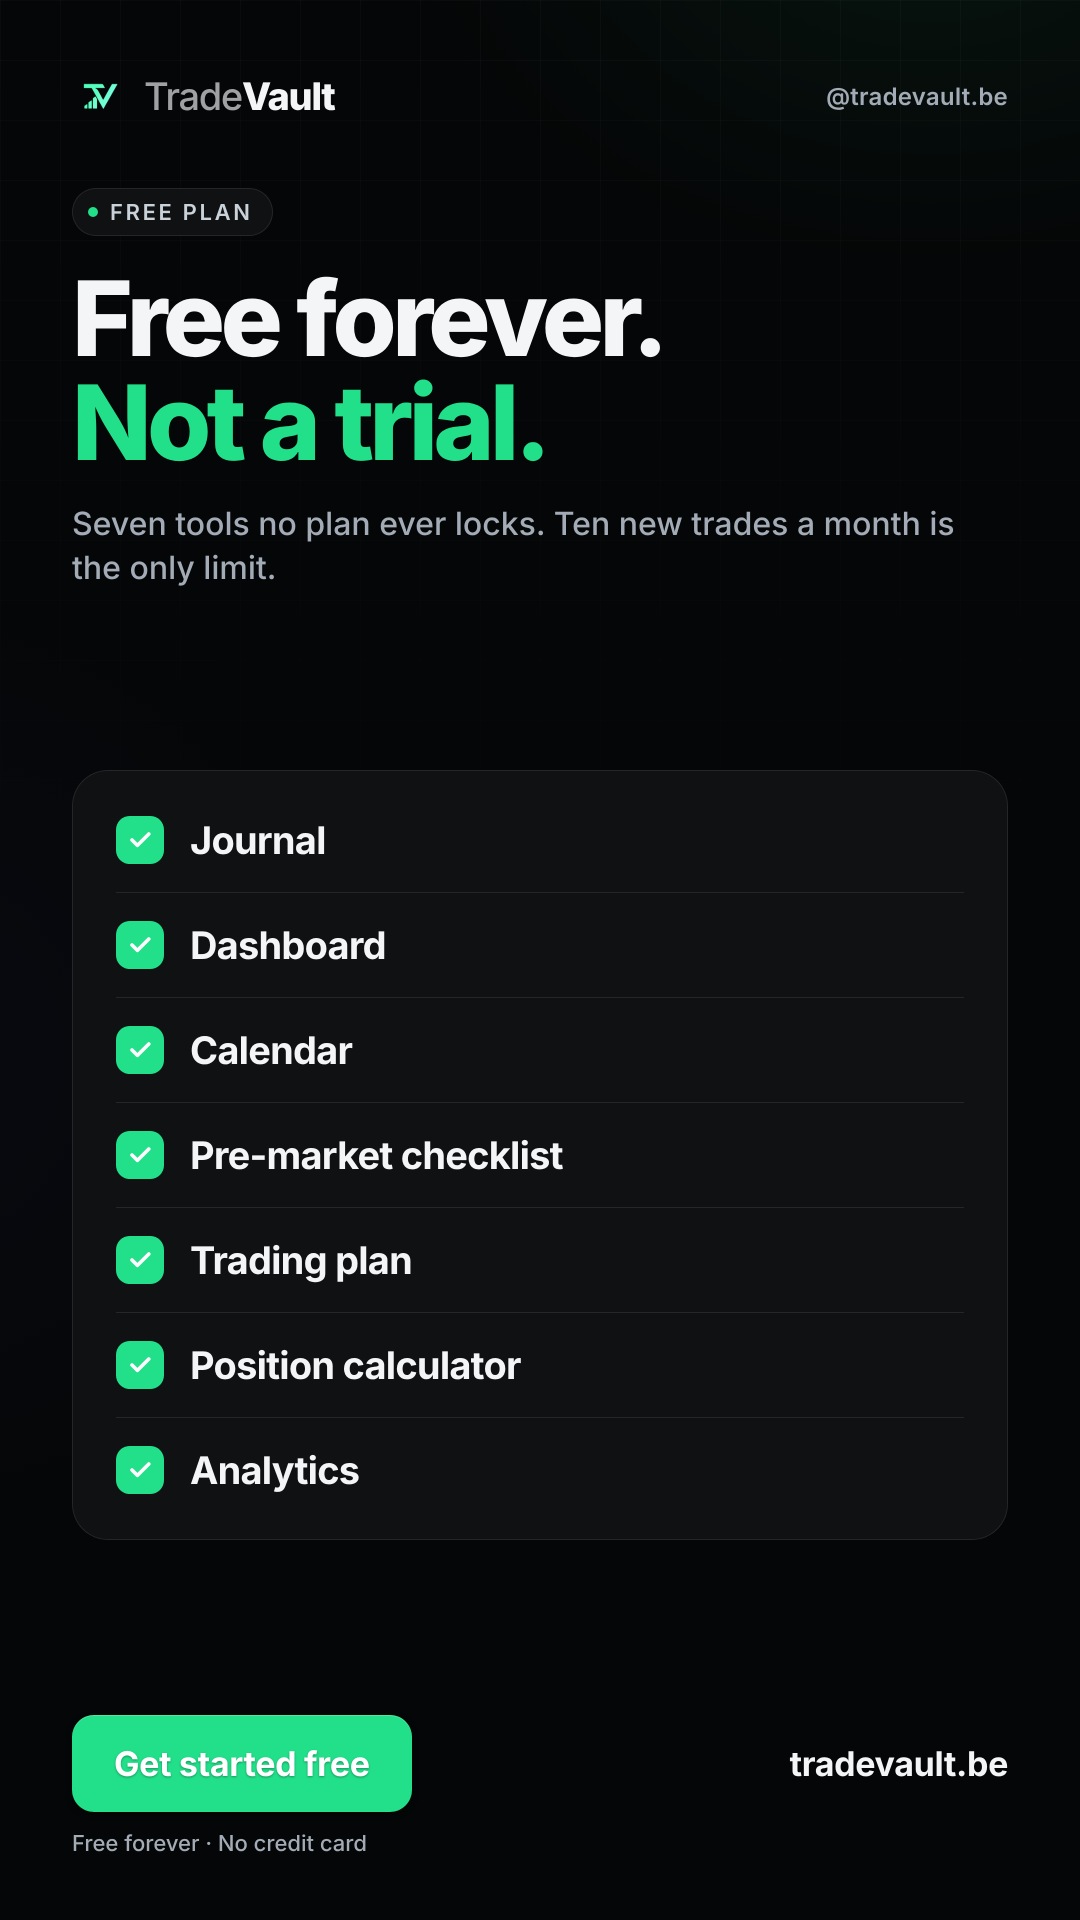 TradeVault
@tradevault.be
FREE PLAN
Free forever.
Not a trial.
Seven tools no plan ever locks. Ten new trades a month is
the only limit.
Journal
Dashboard
Calendar
Pre-market checklist
Trading plan
Position calculator
Analytics
Get started free
tradevault.be
Free forever · No credit card